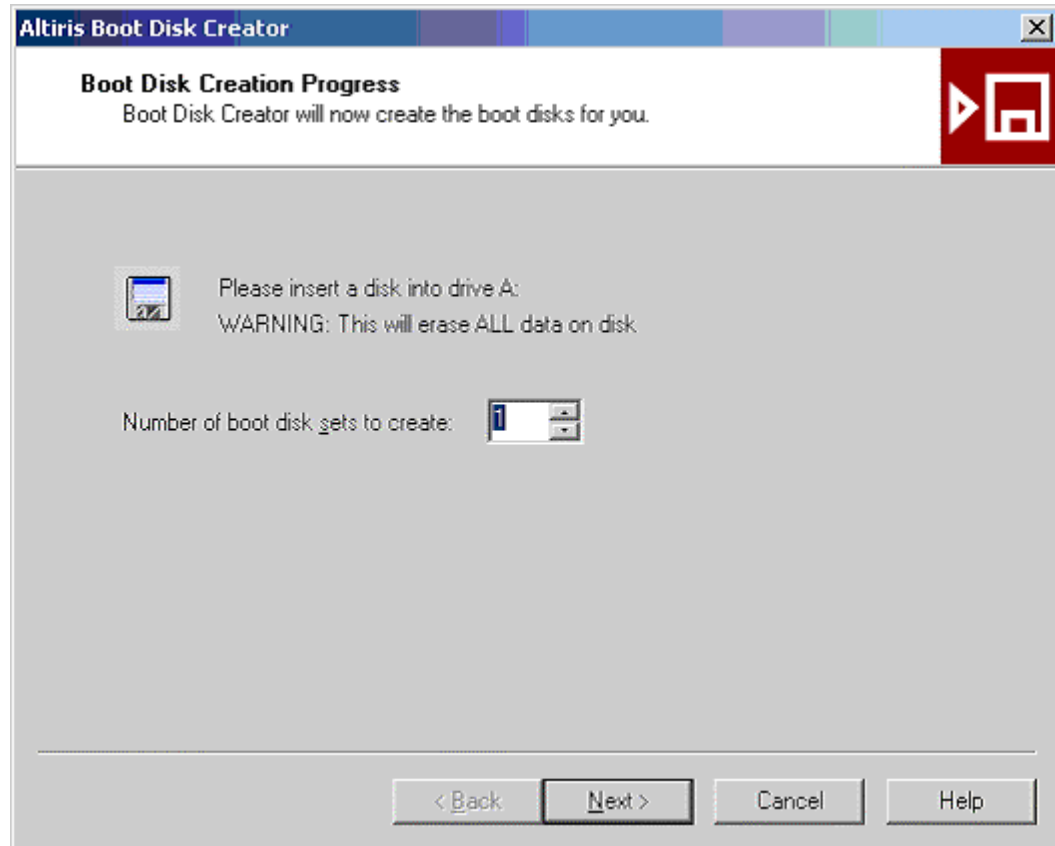 Altiris Boot Disk Creator
Boot Disk Creation Progress
Boot Disk Creator will now create the boot disks for you.
Please insert a disk into drive A:
WARNING: This will erase ALL data on disk
Number of boot disk sets to create: 1
< Back Next > Cancel Help